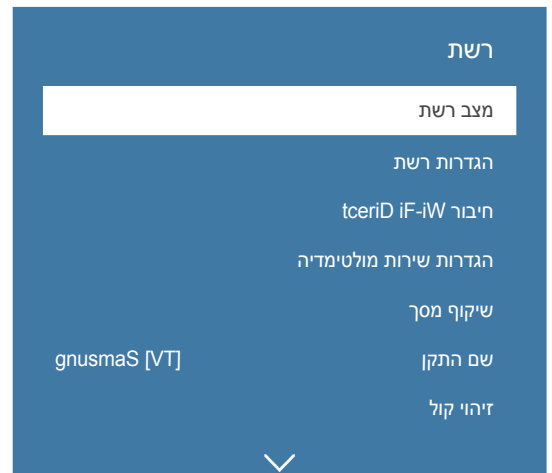 רשת
מצב רשת
הגדרות רשת
חיבור tceriD iF-iW
הגדרות שירות מולטימדיה
שיקוף מסך
שם התקן gnusmaS [VT]
זיהוי קול